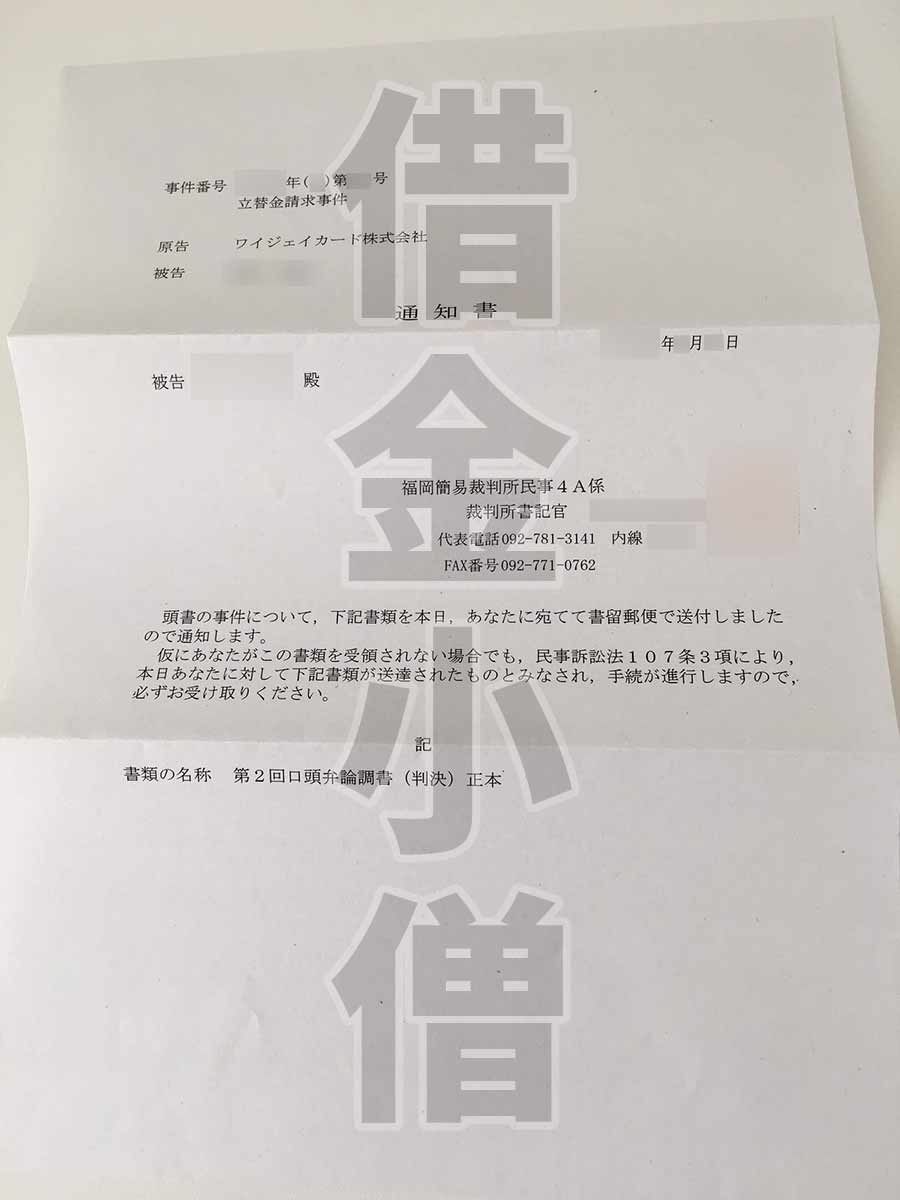 事件番号 年( )第 号
立替金請求事件
原告 ワイジェイカード株式会社
被告
通知書
年 月 日
被告 殿
福岡簡易裁判所民事4A係
裁判所書記官
代表電話092-781-3141 内線
FAX番号092-771-0762
頭書の事件について，下記書類を本日，あなたに宛てて書留郵便で送付しました
ので通知します。
仮にあなたがこの書類を受領されない場合でも，民事訴訟法107条3項により，
本日あなたに対して下記書類が送達されたものとみなされ，手続が進行しますので，
必ずお受け取りください。
記
書類の名称 第2回口頭弁論調書（判決）正本
借金小僧